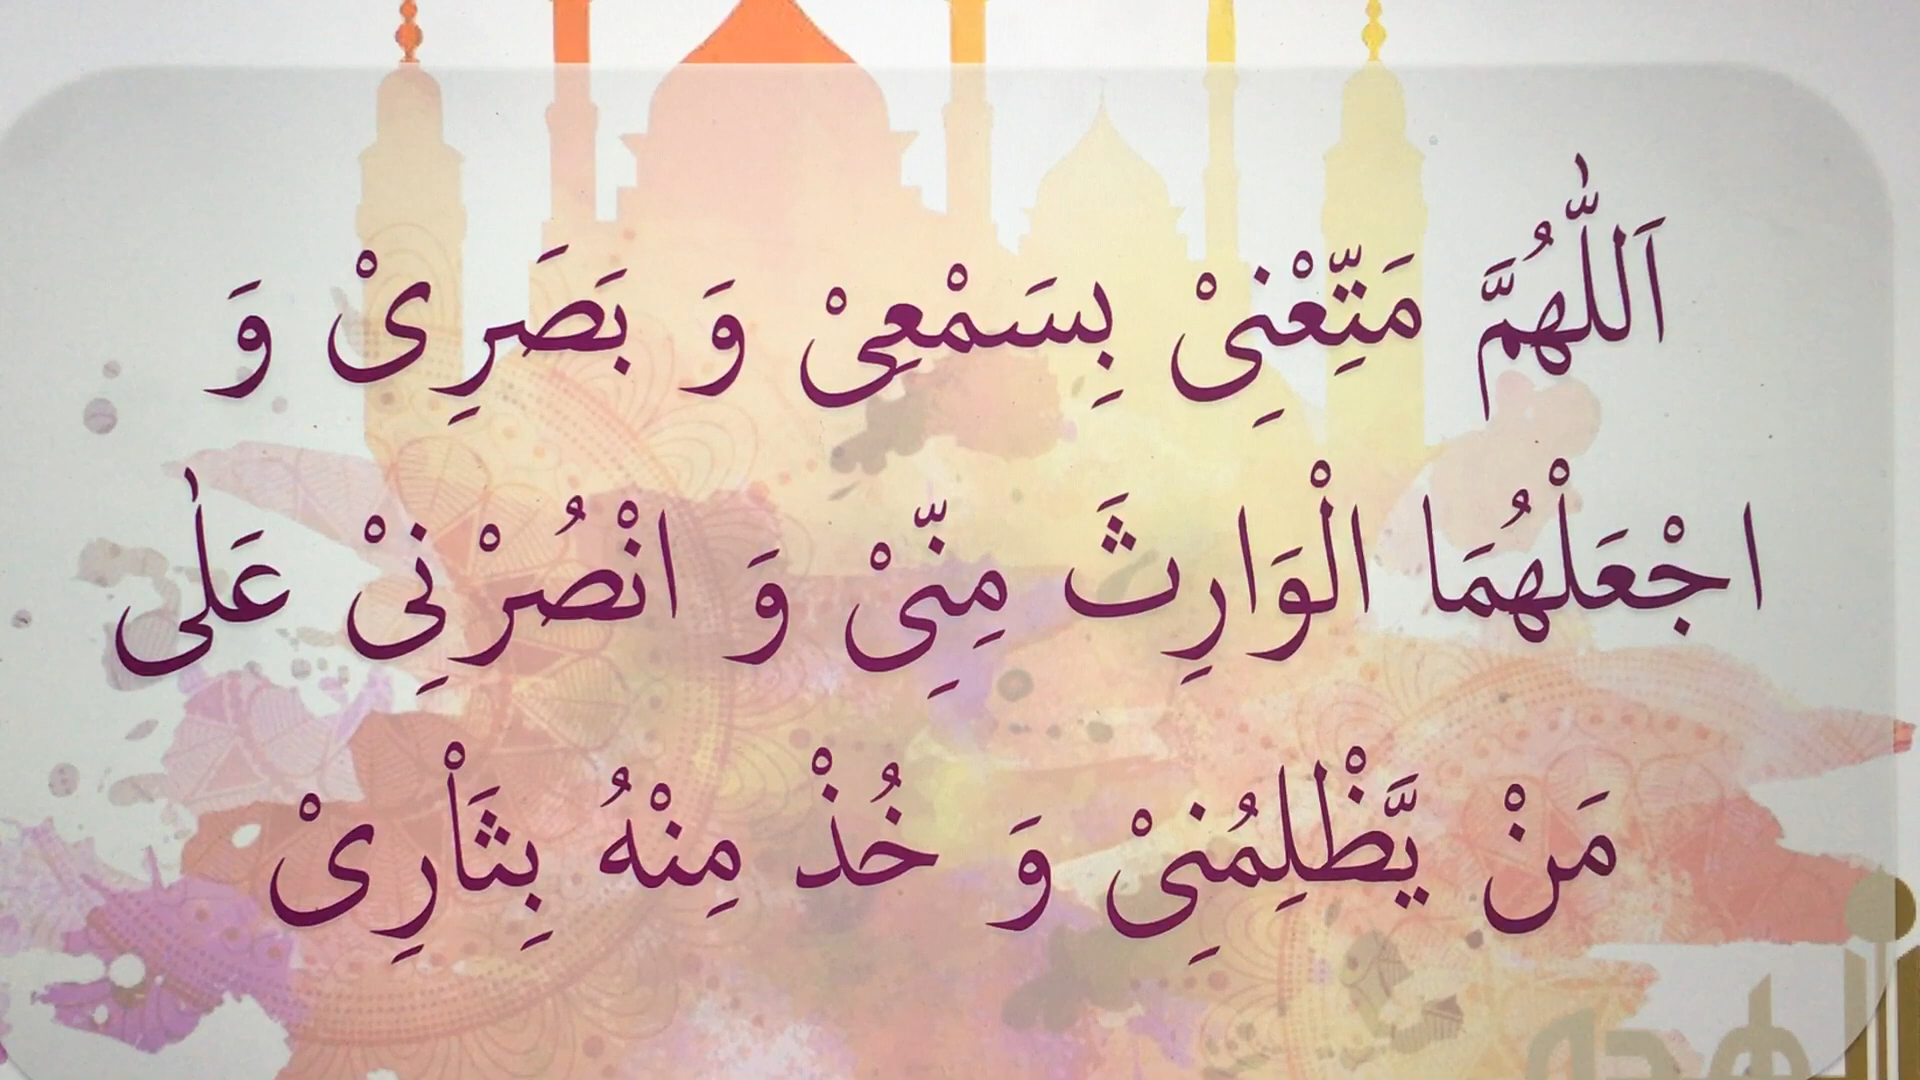 اَللّٰهُمَّ مَتِّعْنِیْ بِسَمْعِیْ وَ بَصَرِیْ وَ
اجْعَلْهُمَا الْوَارِثَ مِنِّیْ وَ انْصُرْنِیْ عَلٰی
مَنْ يَّظْلِمُنِیْ وَ خُذْ مِنْهُ بِثَاْرِیْ